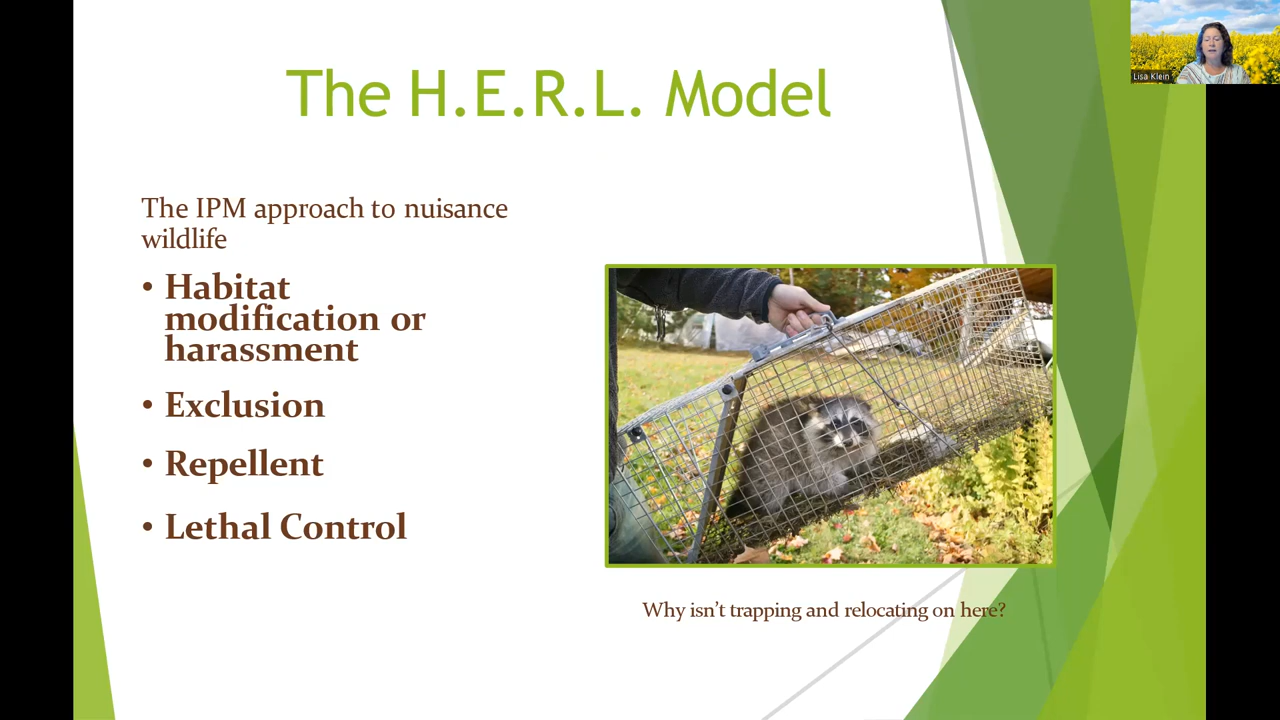 The H.E.R.L. Model
Lisa Klein
The IPM approach to nuisance
wildlife
• Habitat
modification or
harassment
• Exclusion
• Repellent
• Lethal Control
Why isn't trapping and relocating on here?